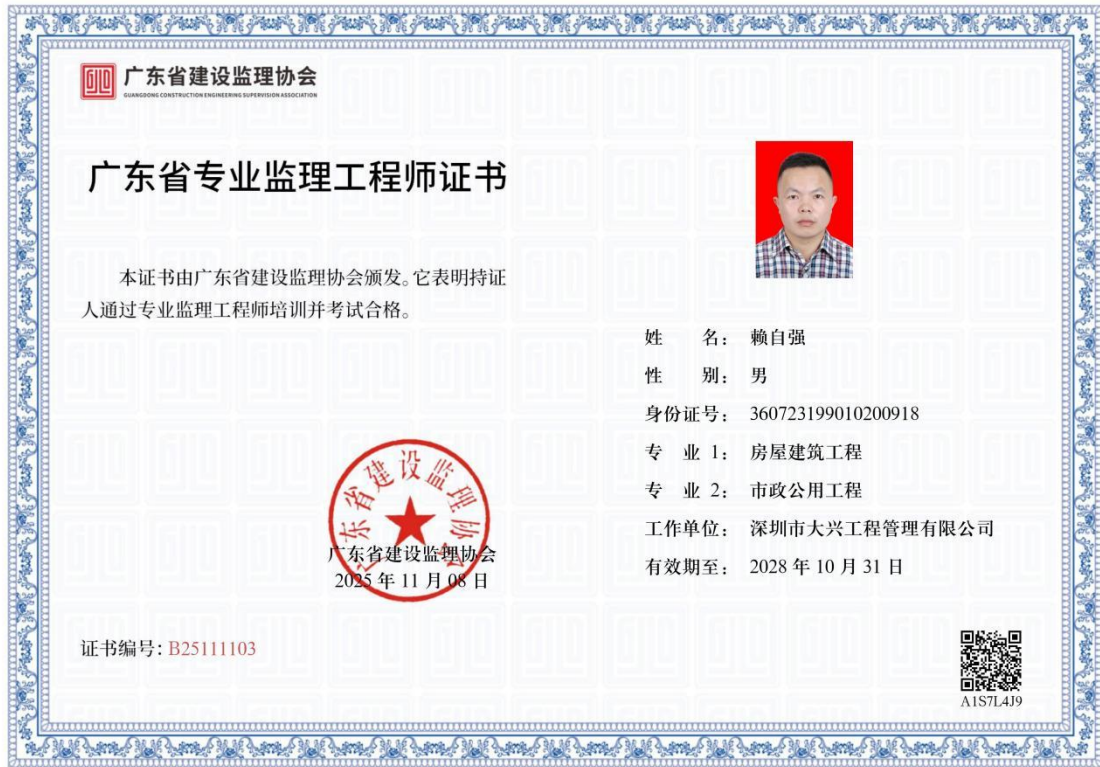 广东省建设监理协会
GUANGDONG CONSTRUCTION ENGINEERING SUPERVISION ASSOCIATION
广东省专业监理工程师证书
本证书由广东省建设监理协会颁发。它表明持证
人通过专业监理工程师培训并考试合格。
广东省建设监理协会
广东省建设监理协会
2025 年 11 月 08 日
证书编号：B25111103
姓 名： 赖自强
性 别： 男
身份证号： 360723199010200918
专 业 1： 房屋建筑工程
专 业 2： 市政公用工程
工作单位： 深圳市大兴工程管理有限公司
有效期至： 2028 年 10 月 31 日
A1S7L4J9